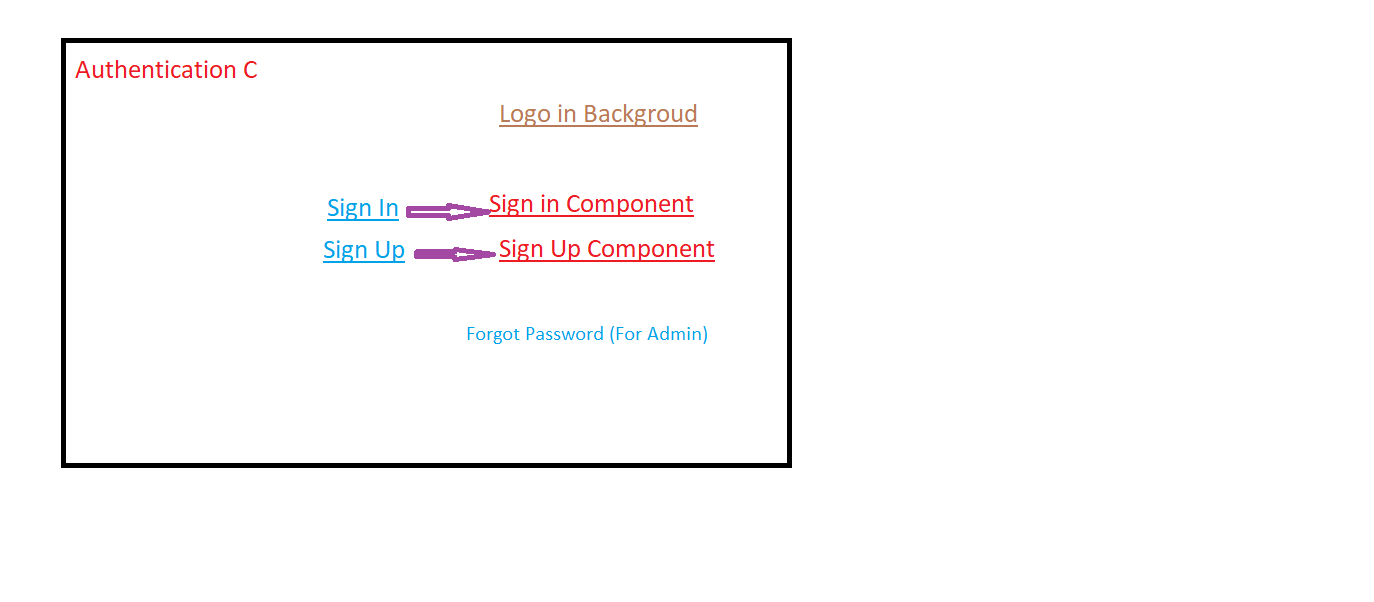 Authentication C
Logo in Backgroud
Sign In
Sign in Component
Sign Up
Sign Up Component
Forgot Password (For Admin)